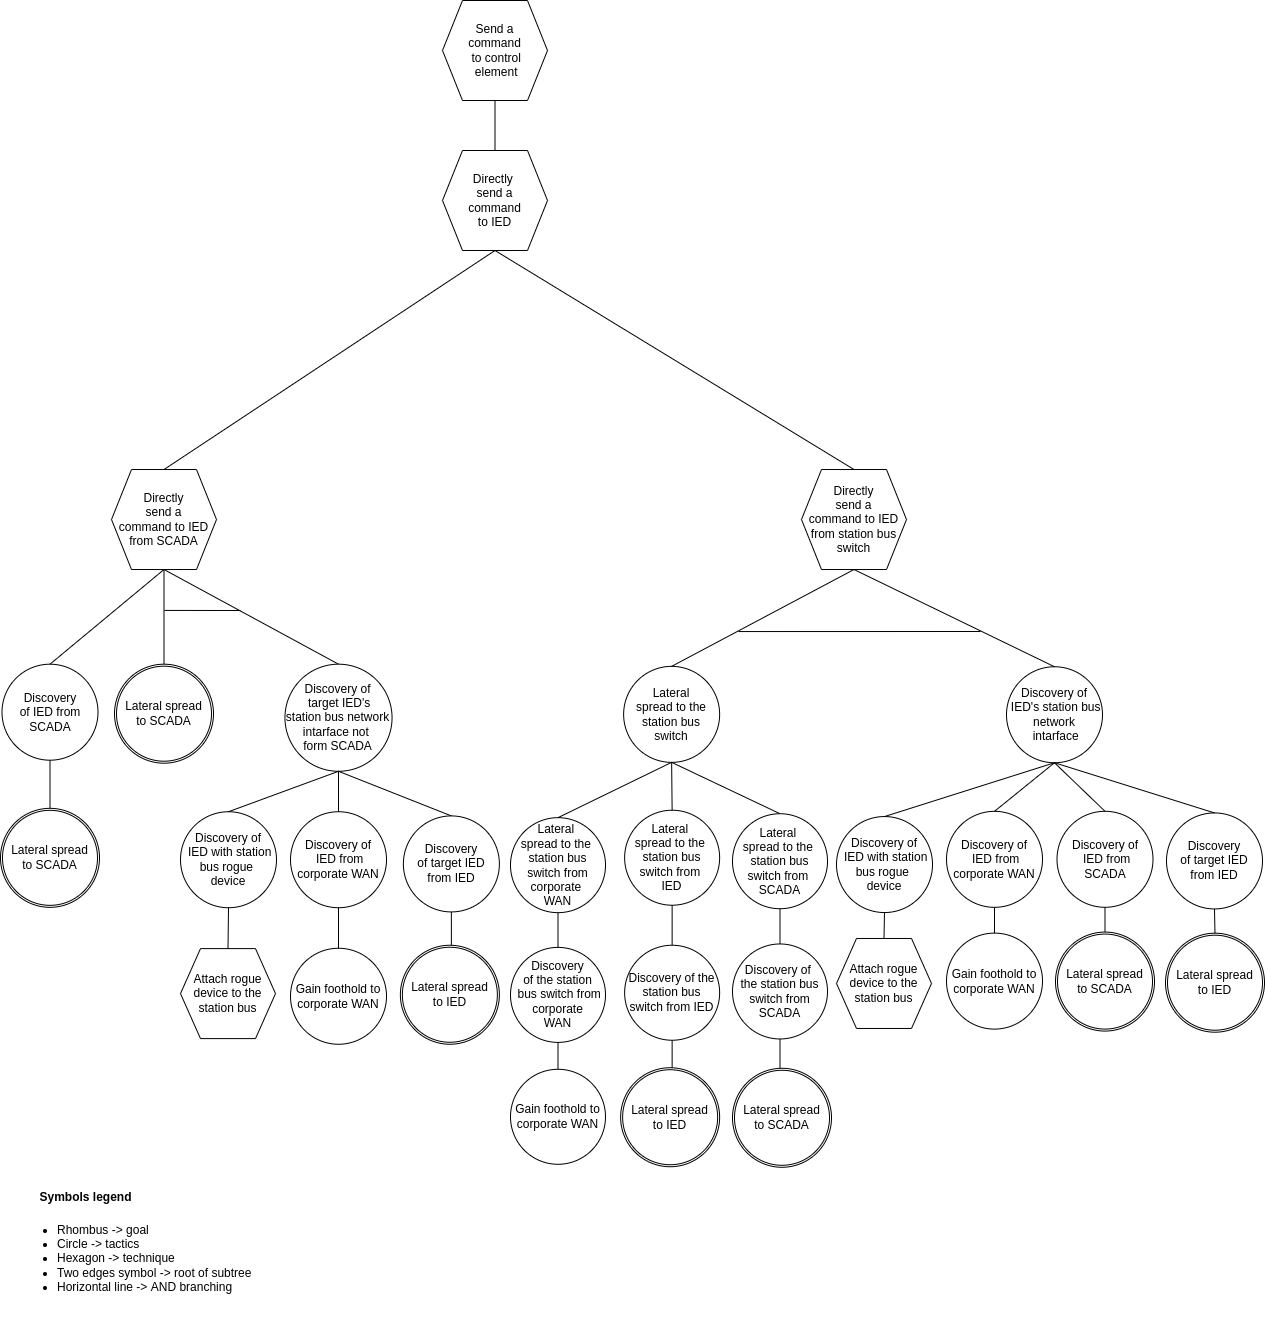 Send a
command
to control
element
Directly
send a
command
to IED
Directly
send a
command to IED
from SCADA
Directly
send a
command to IED
from station bus
switch
Discovery
of IED from
SCADA
Lateral spread
to SCADA
Discovery of
target IED's
station bus network
intarface not
form SCADA
Lateral
spread to the
station bus
switch
Discovery of
IED's station bus
network
intarface
Lateral spread
to SCADA
Discovery of
IED with station
bus rogue
device
Discovery of
IED from
corporate WAN
Discovery
of target IED
from IED
Lateral
spread to the
station bus
switch from
corporate
WAN
Lateral
spread to the
station bus
switch from
IED
Lateral
spread to the
station bus
switch from
SCADA
Discovery of
IED with station
bus rogue
device
Discovery of
IED from
corporate WAN
Discovery of
IED from
SCADA
Discovery
of target IED
from IED
Attach rogue
device to the
station bus
Gain foothold to
corporate WAN
Lateral spread
to IED
Discovery
of the station
bus switch from
corporate
WAN
Discovery of the
station bus
switch from IED
Discovery of
the station bus
switch from
SCADA
Attach rogue
device to the
station bus
Gain foothold to
corporate WAN
Lateral spread
to SCADA
Lateral spread
to IED
Gain foothold to
corporate WAN
Lateral spread
to IED
Lateral spread
to SCADA
Symbols legend
• Rhombus -> goal
• Circle -> tactics
• Hexagon -> technique
• Two edges symbol -> root of subtree
• Horizontal line -> AND branching